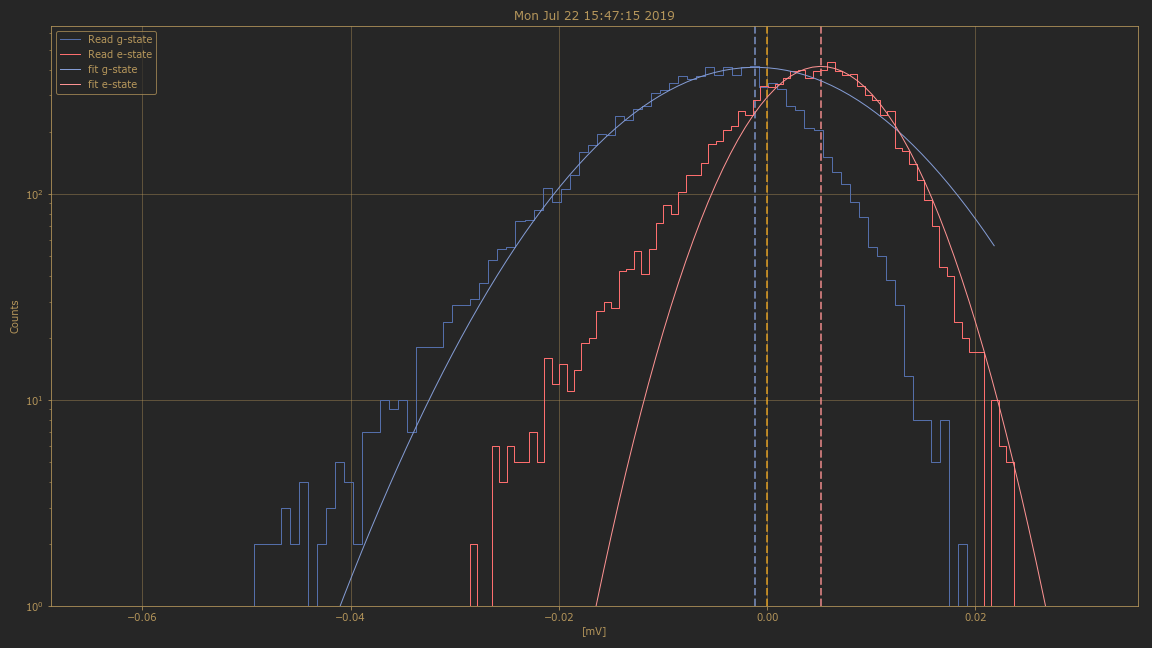 Mon Jul 22 15:47:15 2019
Read g-state
Read e-state
fit g-state
fit e-state
Counts
10²
10¹
10⁰
−0.06
−0.04
−0.02
0.00
0.02
[mV]